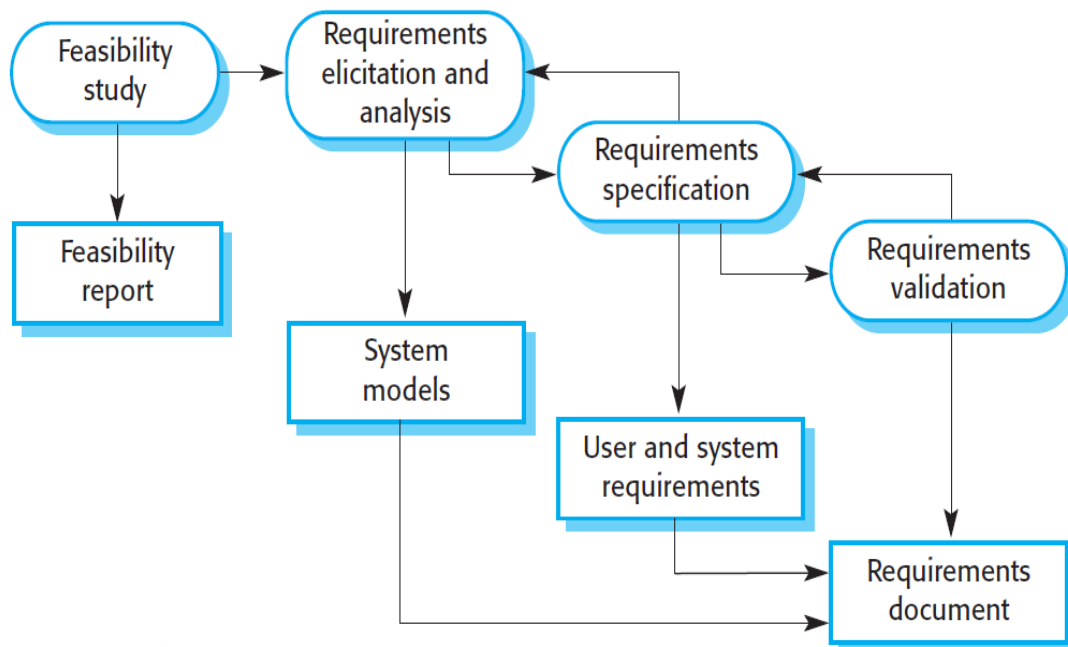 Feasibility
study
Requirements
elicitation and
analysis
Requirements
specification
Requirements
validation
Feasibility
report
System
models
User and system
requirements
Requirements
document